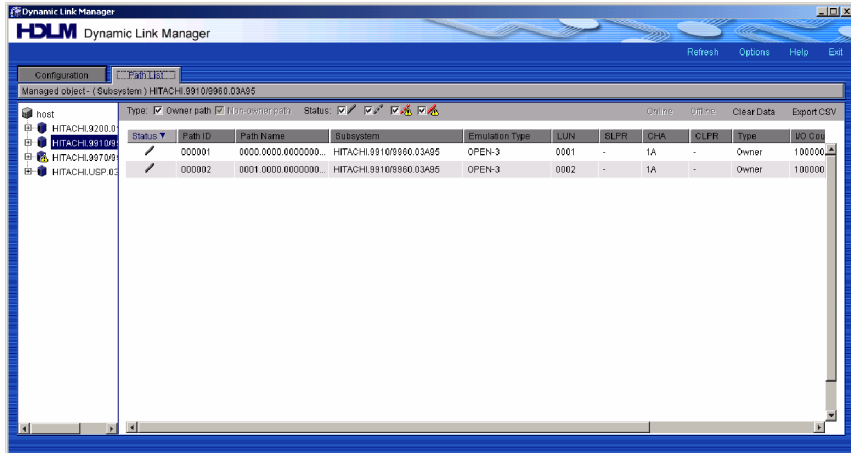 Dynamic Link Manager
HDLM Dynamic Link Manager
Refresh Options Help Exit
Configuration Path List
Managed object - ( Subsystem ) HITACHI.9910/9960.03A95
host
HITACHI.9200.0
HITACHI.9910/9
HITACHI.9970/9
HITACHI.USP.03
Type: Owner path Non-owner path Status: Online Offline Clear Data Export CSV
Status Path ID Path Name Subsystem Emulation Type LUN SLPR CHA CLPR Type I/O Cou
000001 0000.0000.0000000... HITACHI.9910/9960.03A95 OPEN-3 0001 - 1A - Owner 100000
000002 0001.0000.0000000... HITACHI.9910/9960.03A95 OPEN-3 0002 - 1A - Owner 100000